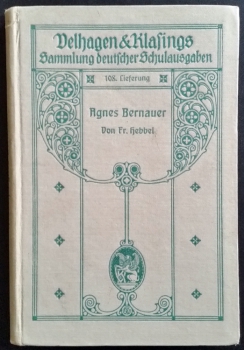 Velhagen & Klasings
Sammlung deutscher Schulausgaben
108. Lieferung
Agnes Bernauer
Von Fr. Hebbel.